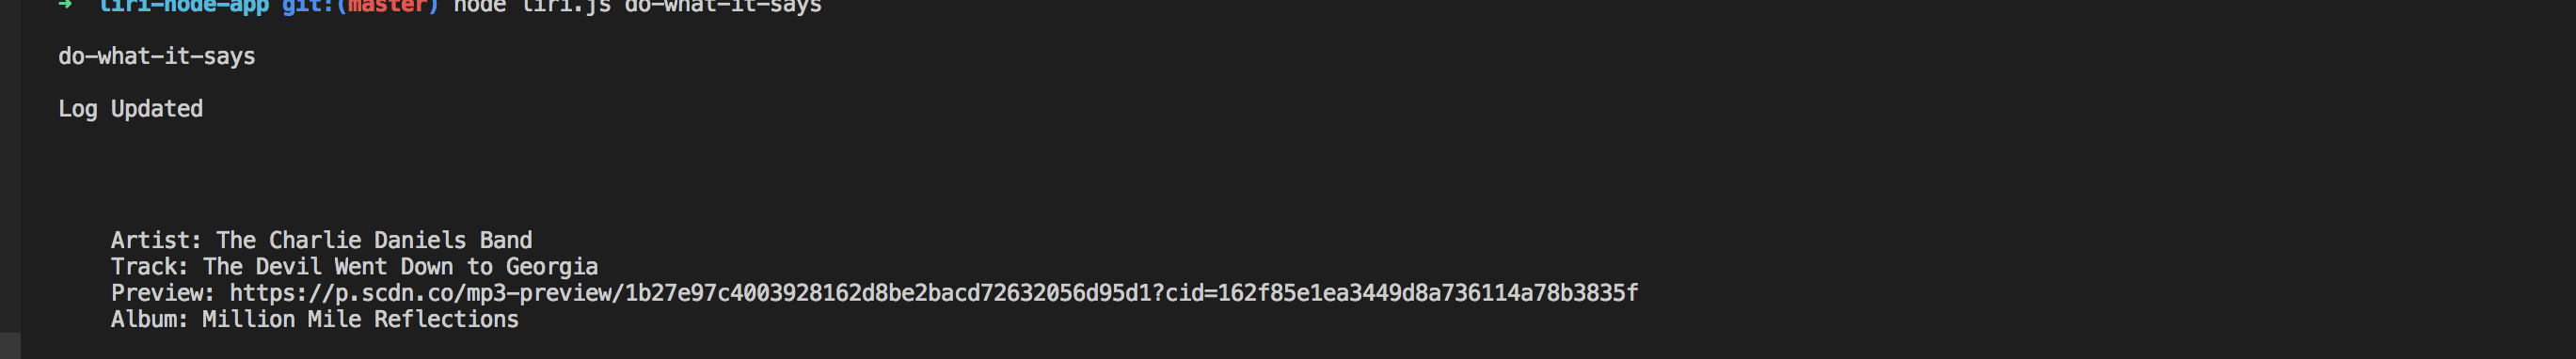 ➜  liri-node-app git:(master) node liri.js do-what-it-says
do-what-it-says
Log Updated
Artist: The Charlie Daniels Band
Track: The Devil Went Down to Georgia
Preview: https://p.scdn.co/mp3-preview/1b27e97c4003928162d8be2bacd72632056d95d1?cid=162f85e1ea3449d8a736114a78b3835f
Album: Million Mile Reflections